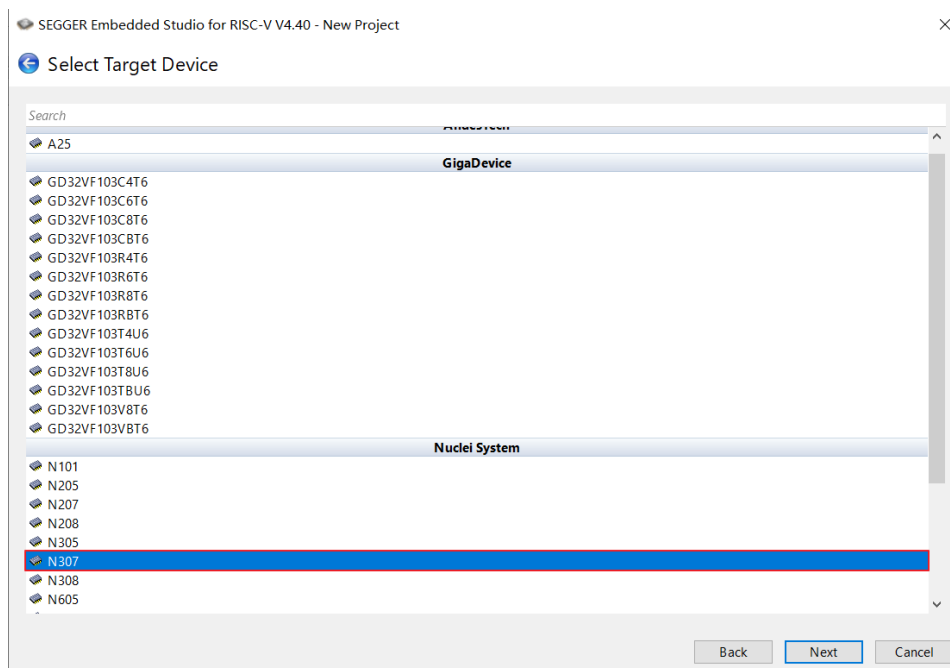 SEGGER Embedded Studio for RISC-V V4.40 - New Project
Select Target Device
Search
AndesTech
A25
GigaDevice
GD32VF103C4T6
GD32VF103C6T6
GD32VF103C8T6
GD32VF103CBT6
GD32VF103R4T6
GD32VF103R6T6
GD32VF103R8T6
GD32VF103RBT6
GD32VF103T4U6
GD32VF103T6U6
GD32VF103T8U6
GD32VF103TBU6
GD32VF103V8T6
GD32VF103VBT6
Nuclei System
N101
N205
N207
N208
N305
N307
N308
N605
Back Next Cancel